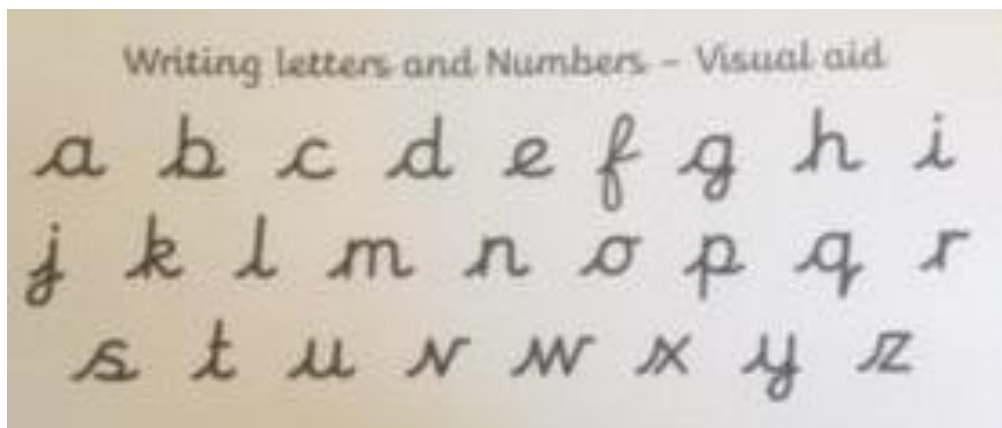 Writing letters and Numbers - Visual aid
a b c d e f g h i
j k l m n o p q r
s t u v w x y z